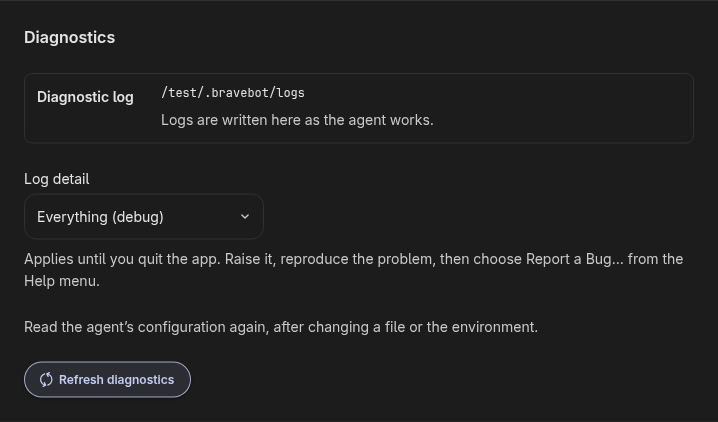 Diagnostics
Diagnostic log
/test/.bravebot/logs
Logs are written here as the agent works.
Log detail
Everything (debug)
Applies until you quit the app. Raise it, reproduce the problem, then choose Report a Bug... from the
Help menu.
Read the agent's configuration again, after changing a file or the environment.
Refresh diagnostics